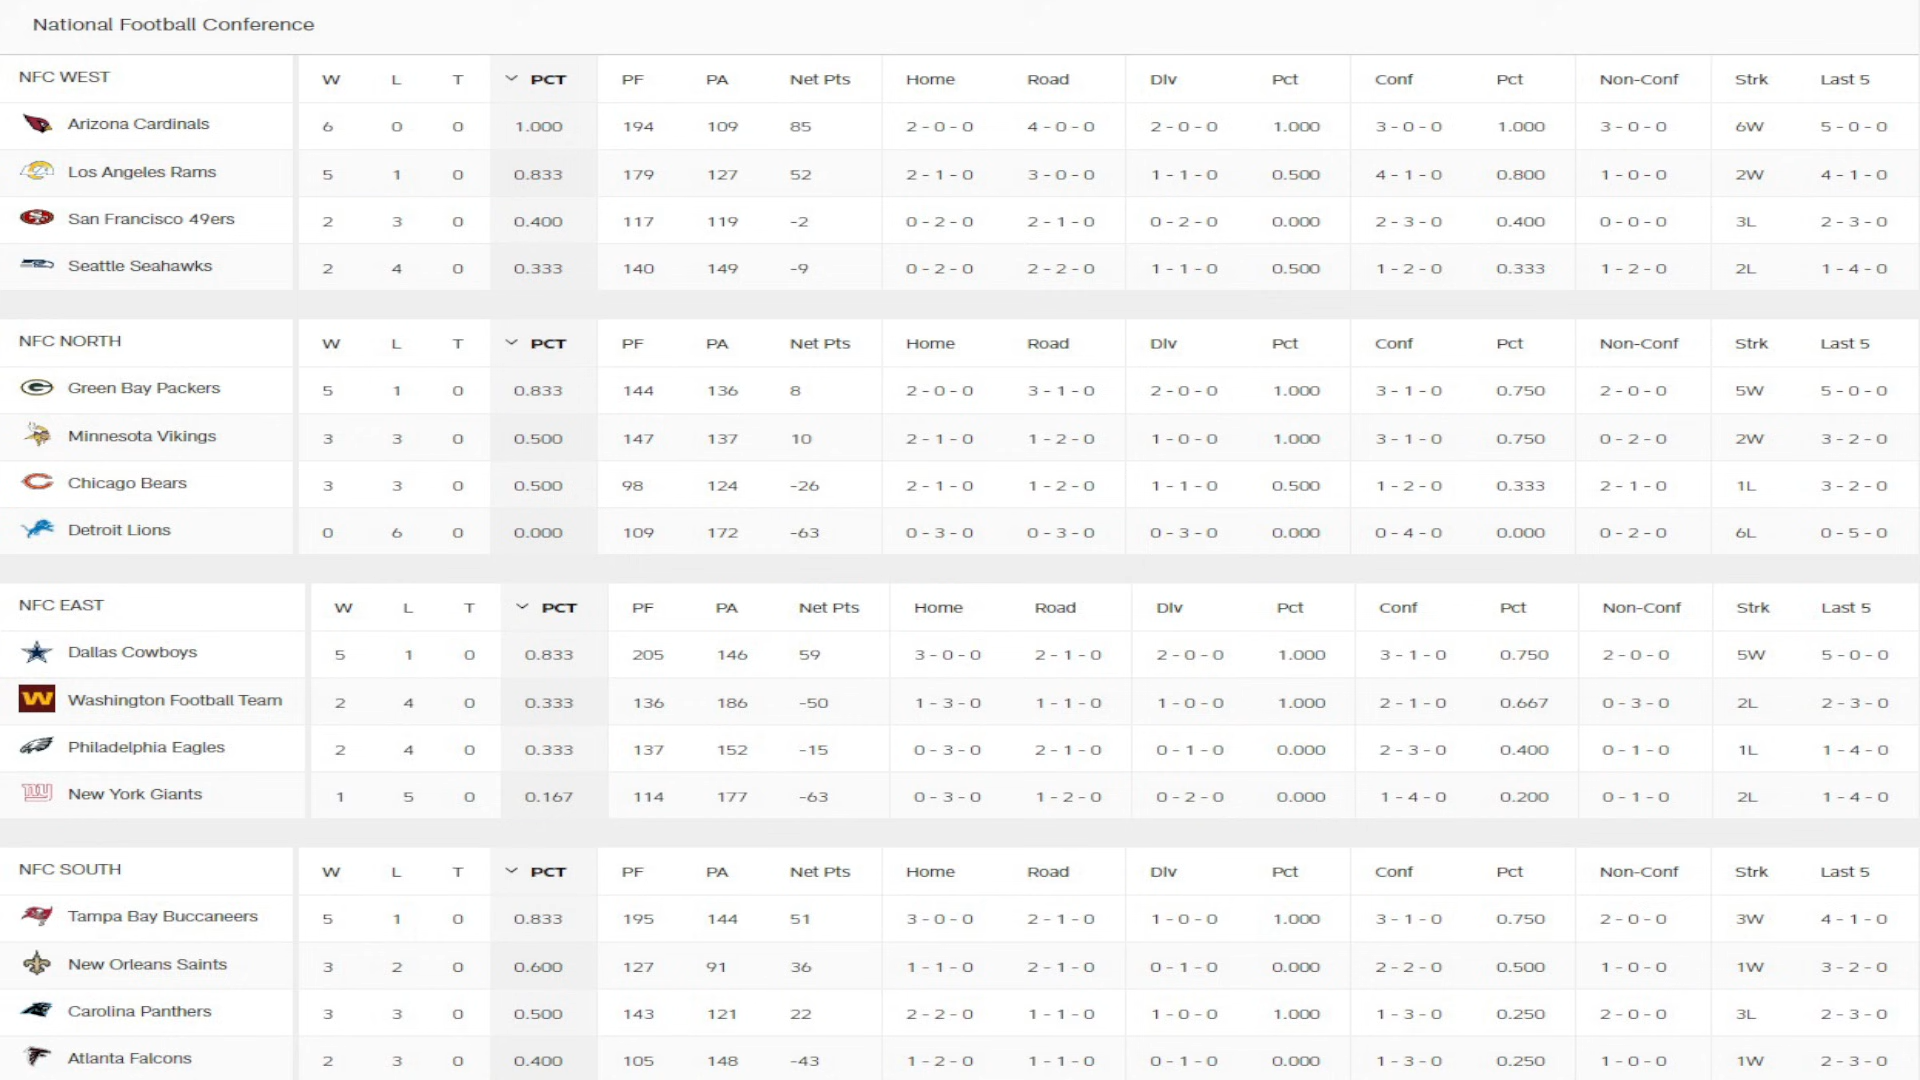 National Football Conference
NFC WEST W L T PCT PF PA Net Pts Home Road Div Pct Conf Pct Non-Conf Strk Last 5
Arizona Cardinals 6 0 0 1.000 194 109 85 2 - 0 - 0 4 - 0 - 0 2 - 0 - 0 1.000 3 - 0 - 0 1.000 3 - 0 - 0 6W 5 - 0 - 0
Los Angeles Rams 5 1 0 0.833 179 127 52 2 - 1 - 0 3 - 0 - 0 1 - 1 - 0 0.500 4 - 1 - 0 0.800 1 - 0 - 0 2W 4 - 1 - 0
San Francisco 49ers 2 3 0 0.400 117 119 -2 0 - 2 - 0 2 - 1 - 0 0 - 2 - 0 0.000 2 - 3 - 0 0.400 0 - 0 - 0 3L 2 - 3 - 0
Seattle Seahawks 2 4 0 0.333 140 149 -9 0 - 2 - 0 2 - 2 - 0 1 - 1 - 0 0.500 1 - 2 - 0 0.333 1 - 2 - 0 2L 1 - 4 - 0
NFC NORTH W L T PCT PF PA Net Pts Home Road Div Pct Conf Pct Non-Conf Strk Last 5
Green Bay Packers 5 1 0 0.833 144 136 8 2 - 0 - 0 3 - 1 - 0 2 - 0 - 0 1.000 3 - 1 - 0 0.750 2 - 0 - 0 5W 5 - 0 - 0
Minnesota Vikings 3 3 0 0.500 147 137 10 2 - 1 - 0 1 - 2 - 0 1 - 0 - 0 1.000 3 - 1 - 0 0.750 0 - 2 - 0 2W 3 - 2 - 0
Chicago Bears 3 3 0 0.500 98 124 -26 2 - 1 - 0 1 - 2 - 0 1 - 1 - 0 0.500 1 - 2 - 0 0.333 2 - 1 - 0 1L 3 - 2 - 0
Detroit Lions 0 6 0 0.000 109 172 -63 0 - 3 - 0 0 - 3 - 0 0 - 3 - 0 0.000 0 - 4 - 0 0.000 0 - 2 - 0 6L 0 - 5 - 0
NFC EAST W L T PCT PF PA Net Pts Home Road Div Pct Conf Pct Non-Conf Strk Last 5
Dallas Cowboys 5 1 0 0.833 205 146 59 3 - 0 - 0 2 - 1 - 0 2 - 0 - 0 1.000 3 - 1 - 0 0.750 2 - 0 - 0 5W 5 - 0 - 0
Washington Football Team 2 4 0 0.333 136 186 -50 1 - 3 - 0 1 - 1 - 0 1 - 0 - 0 1.000 2 - 1 - 0 0.667 0 - 3 - 0 2L 2 - 3 - 0
Philadelphia Eagles 2 4 0 0.333 137 152 -15 0 - 3 - 0 2 - 1 - 0 0 - 1 - 0 0.000 2 - 3 - 0 0.400 0 - 1 - 0 1L 1 - 4 - 0
New York Giants 1 5 0 0.167 114 177 -63 0 - 3 - 0 1 - 2 - 0 0 - 2 - 0 0.000 1 - 4 - 0 0.200 0 - 1 - 0 2L 1 - 4 - 0
NFC SOUTH W L T PCT PF PA Net Pts Home Road Div Pct Conf Pct Non-Conf Strk Last 5
Tampa Bay Buccaneers 5 1 0 0.833 195 144 51 3 - 0 - 0 2 - 1 - 0 1 - 0 - 0 1.000 3 - 1 - 0 0.750 2 - 0 - 0 3W 4 - 1 - 0
New Orleans Saints 3 2 0 0.600 127 91 36 1 - 1 - 0 2 - 1 - 0 0 - 1 - 0 0.000 2 - 2 - 0 0.500 1 - 0 - 0 1W 3 - 2 - 0
Carolina Panthers 3 3 0 0.500 143 121 22 2 - 2 - 0 1 - 1 - 0 1 - 0 - 0 1.000 1 - 3 - 0 0.250 2 - 0 - 0 3L 2 - 3 - 0
Atlanta Falcons 2 3 0 0.400 105 148 -43 1 - 2 - 0 1 - 1 - 0 0 - 1 - 0 0.000 1 - 3 - 0 0.250 1 - 0 - 0 1W 2 - 3 - 0